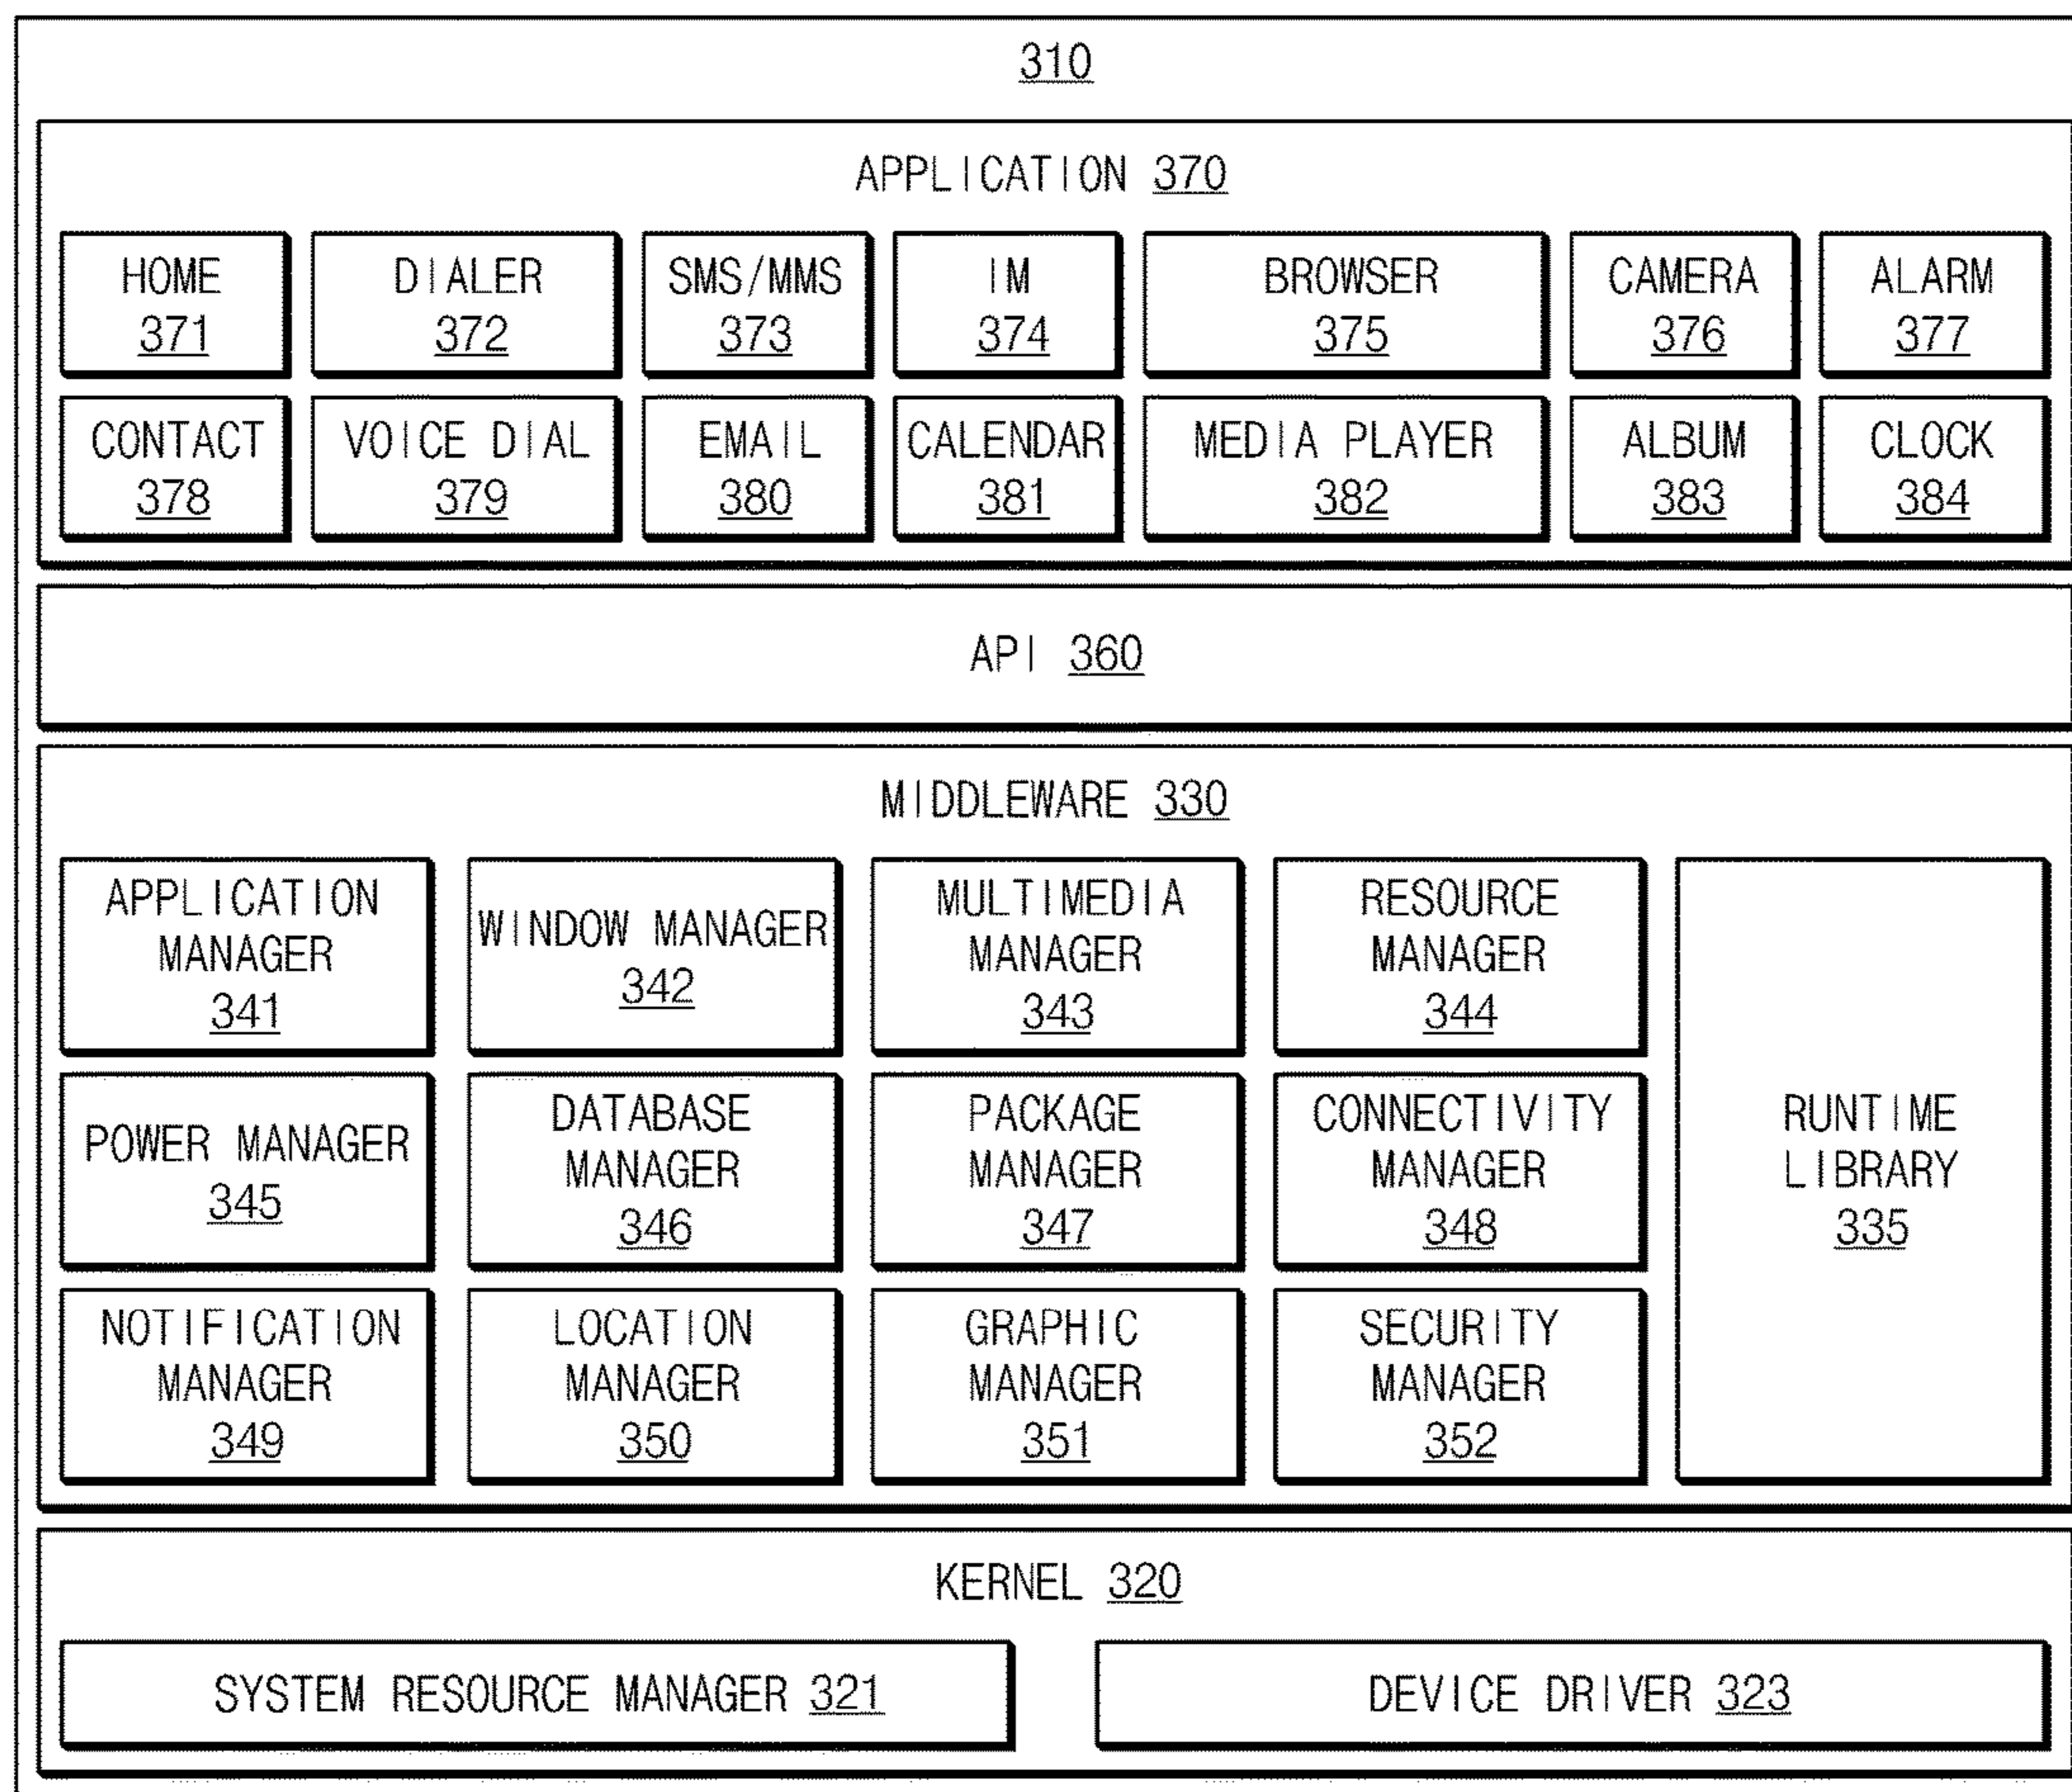 310
APPLICATION 370
HOME
371
DIALER
372
SMS/MMS
373
IM
374
BROWSER
375
CAMERA
376
ALARM
377
CONTACT
378
VOICE DIAL
379
EMAIL
380
CALENDAR
381
MEDIA PLAYER
382
ALBUM
383
CLOCK
384
API 360
MIDDLEWARE 330
APPLICATION
MANAGER
341
WINDOW MANAGER
342
MULTIMEDIA
MANAGER
343
RESOURCE
MANAGER
344
POWER MANAGER
345
DATABASE
MANAGER
346
PACKAGE
MANAGER
347
CONNECTIVITY
MANAGER
348
RUNTIME
LIBRARY
335
NOTIFICATION
MANAGER
349
LOCATION
MANAGER
350
GRAPHIC
MANAGER
351
SECURITY
MANAGER
352
KERNEL 320
SYSTEM RESOURCE MANAGER 321
DEVICE DRIVER 323